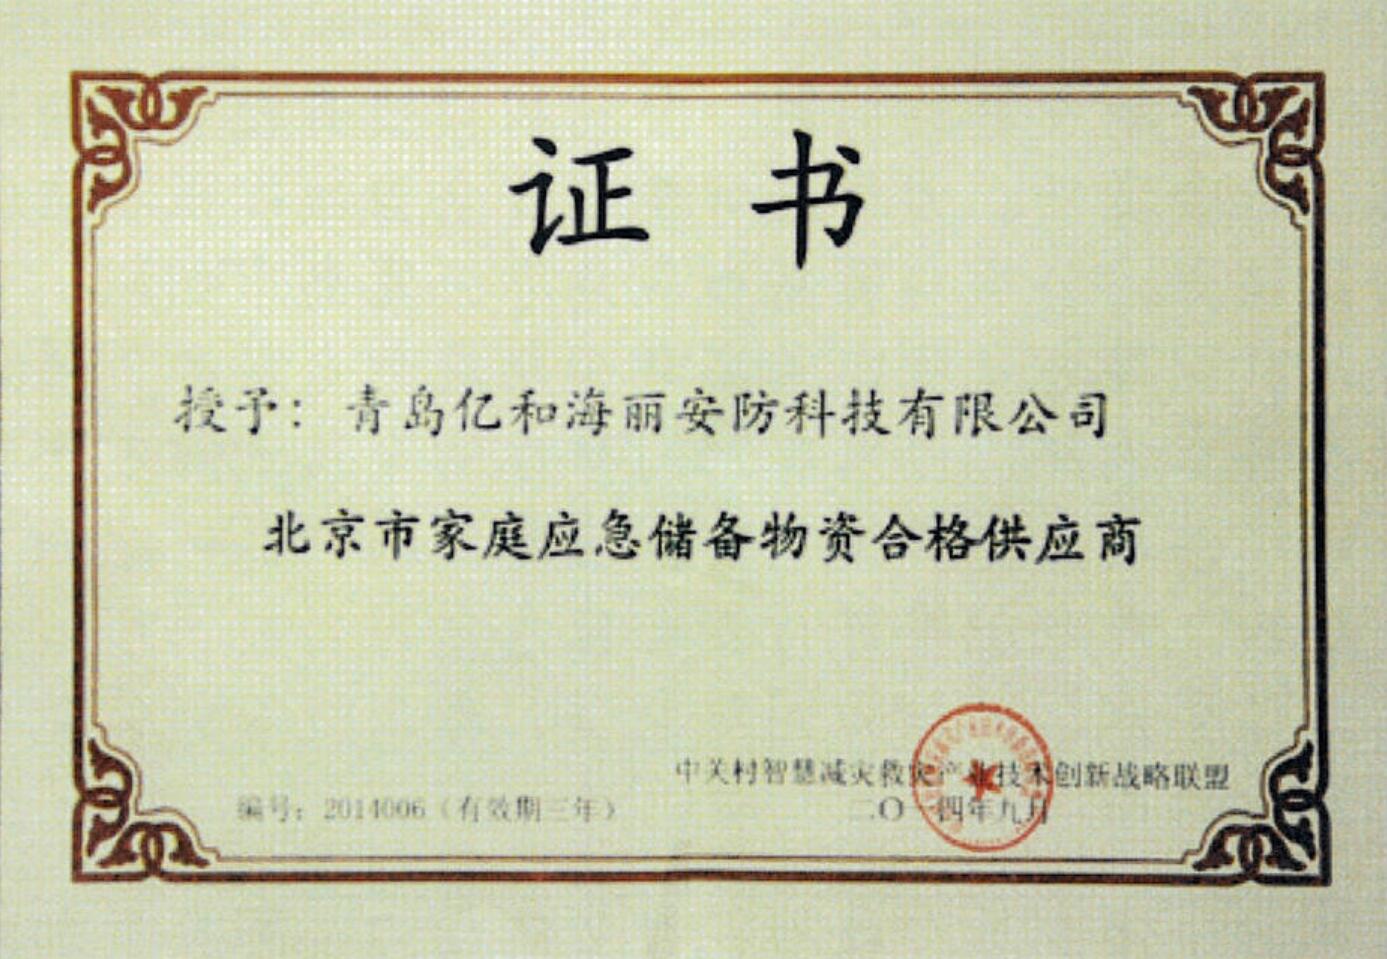 证书
授予：青岛亿和海丽安防科技有限公司
北京市家庭应急储备物资合格供应商
中关村智慧减灾救灾产业技术创新战略联盟
编号：2014006（有效期三年）
二〇一四年九月